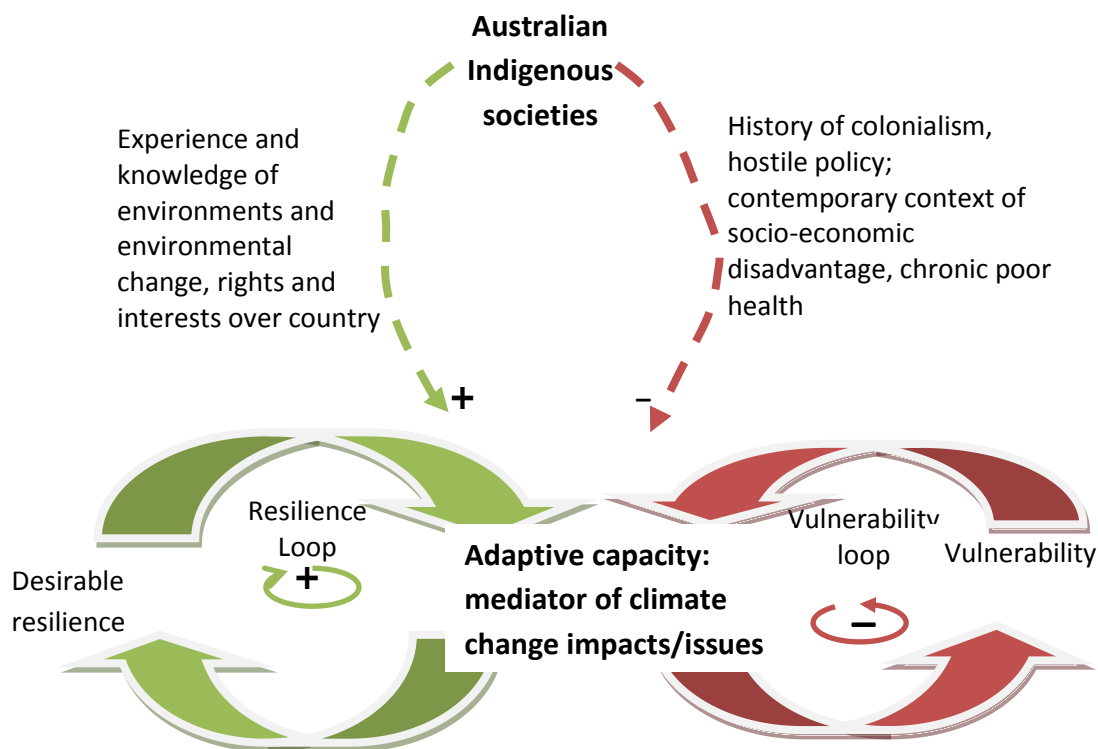 Australian
Indigenous
societies
Experience and
knowledge of
environments and
environmental
change, rights and
interests over country
History of colonialism,
hostile policy;
contemporary context of
socio-economic
disadvantage, chronic poor
health
+
–
Resilience
Loop
+
Desirable
resilience
Adaptive capacity:
mediator of climate
change impacts/issues
Vulnerability
loop
–
Vulnerability